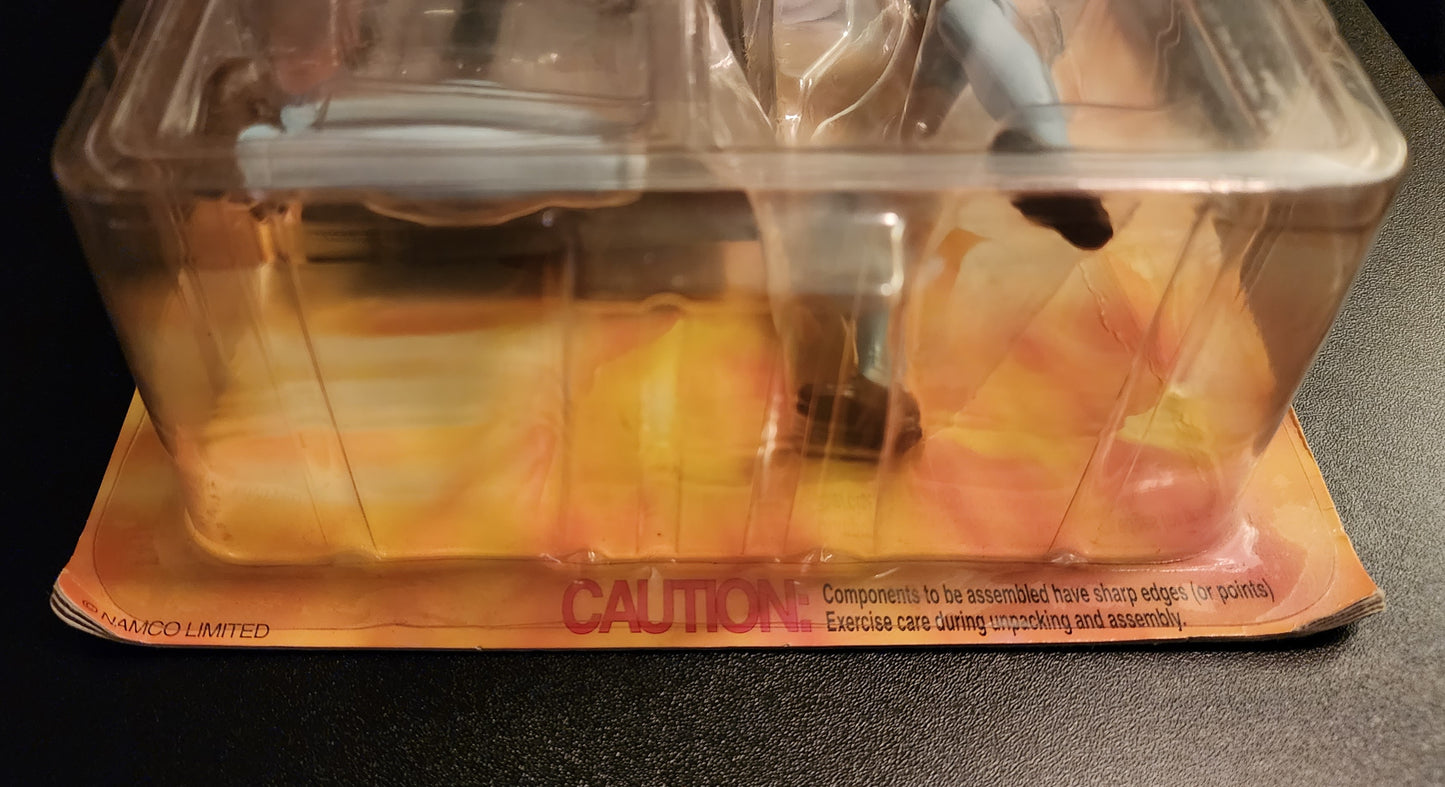 © NAMCO LIMITED
CAUTION: Components to be assembled have sharp edges (or points)
Exercise care during unpacking and assembly.